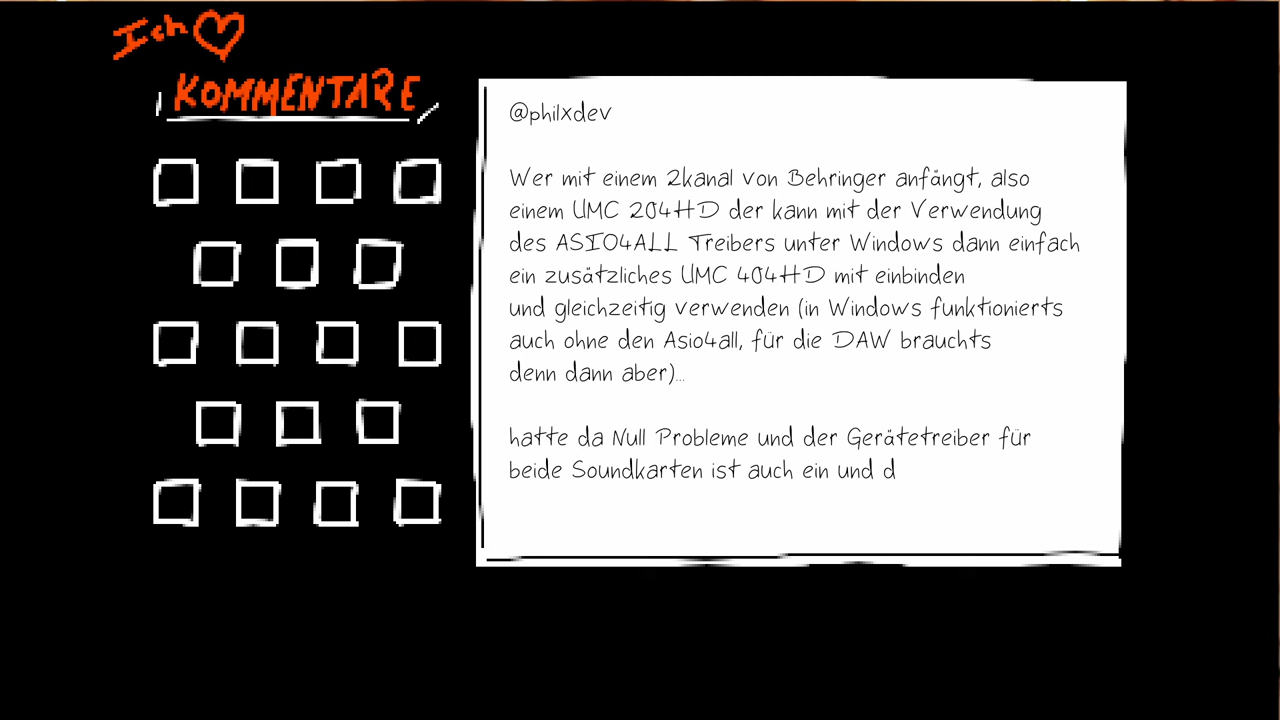 Ich
KOMMENTARE
@philxdev
Wer mit einem 2kanal von Behringer anfängt, also
einem UMC 204HD der kann mit der Verwendung
des ASIO4ALL Treibers unter Windows dann einfach
ein zusätzliches UMC 404HD mit einbinden
und gleichzeitig verwenden (in Windows funktionierts
auch ohne den Asio4all, für die DAW brauchts
denn dann aber)...
hatte da Null Probleme und der Gerätetreiber für
beide Soundkarten ist auch ein und d